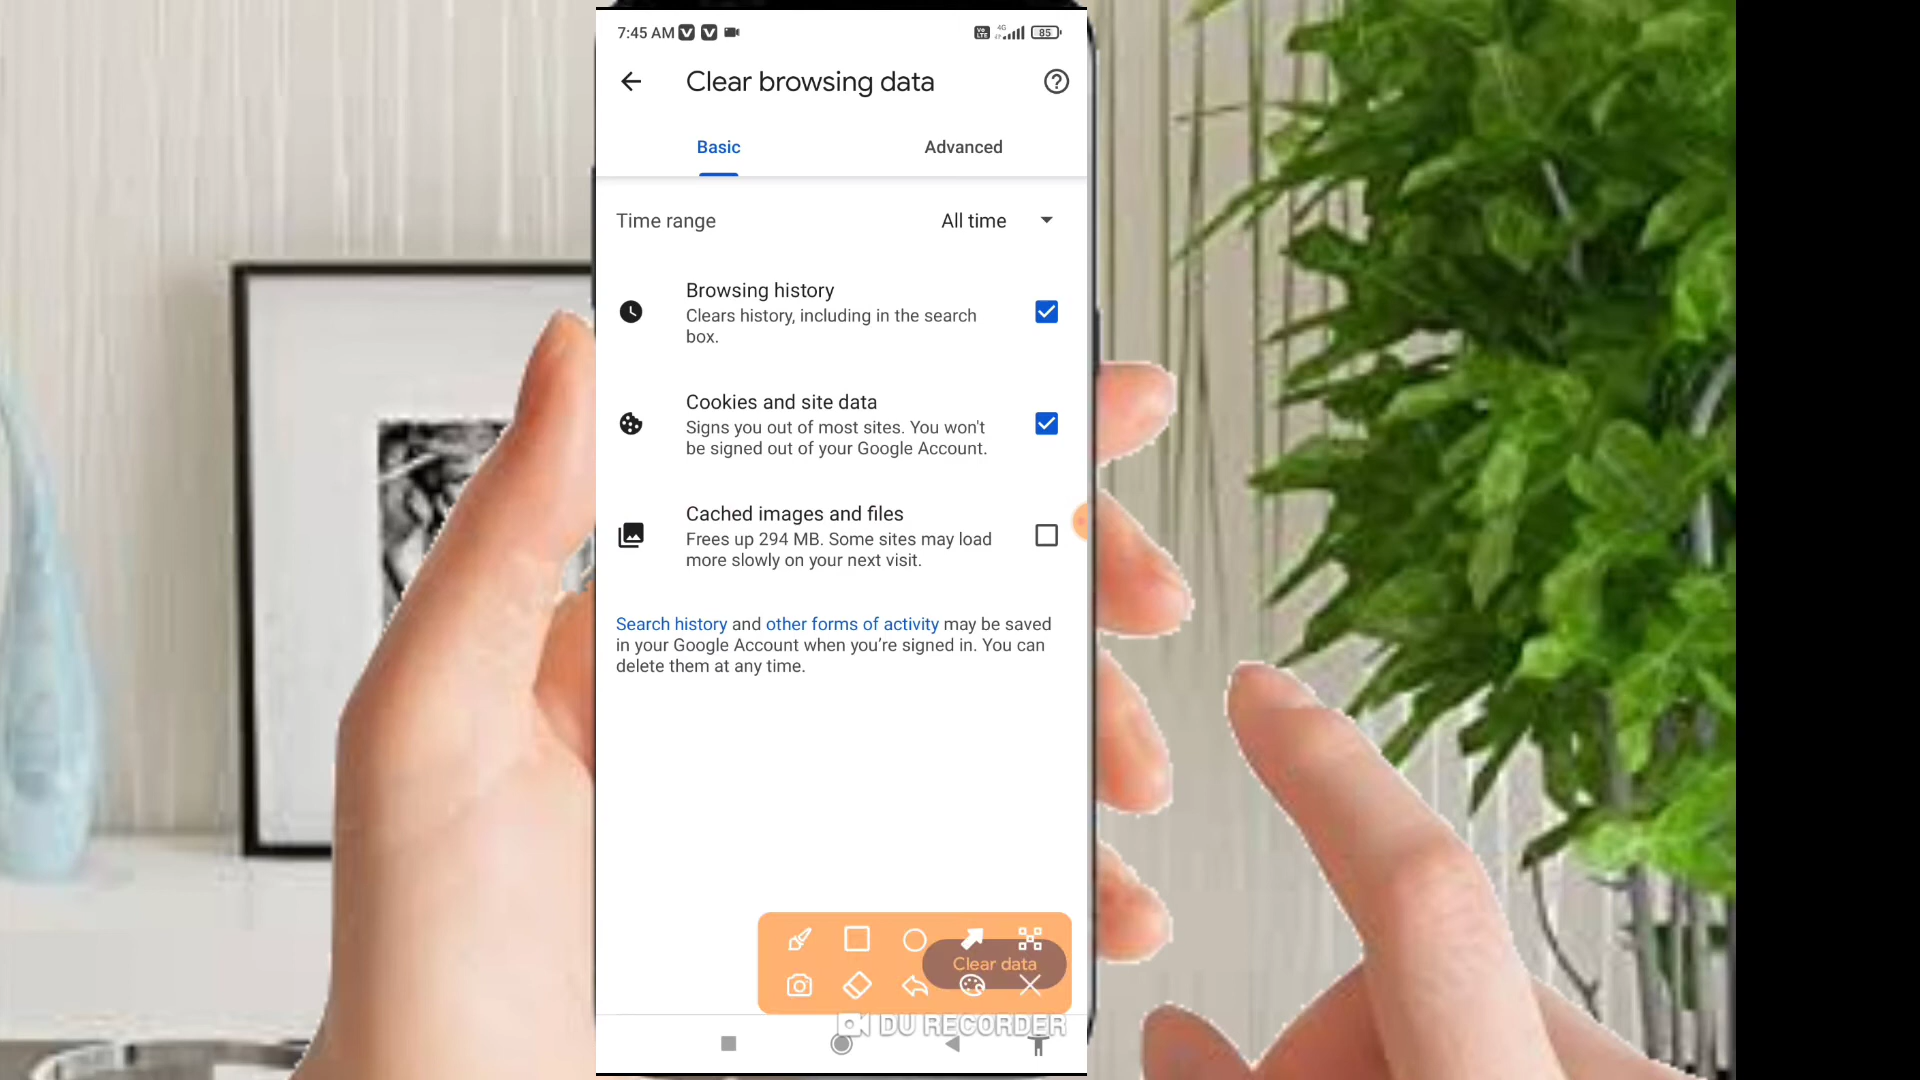 7:45 AM
4G
85
Clear browsing data
Basic
Advanced
Time range
All time
Browsing history
Clears history, including in the search
box.
Cookies and site data
Signs you out of most sites. You won't
be signed out of your Google Account.
Cached images and files
Frees up 294 MB. Some sites may load
more slowly on your next visit.
Search history and other forms of activity may be saved
in your Google Account when you're signed in. You can
delete them at any time.
Clear data
DU RECORDER